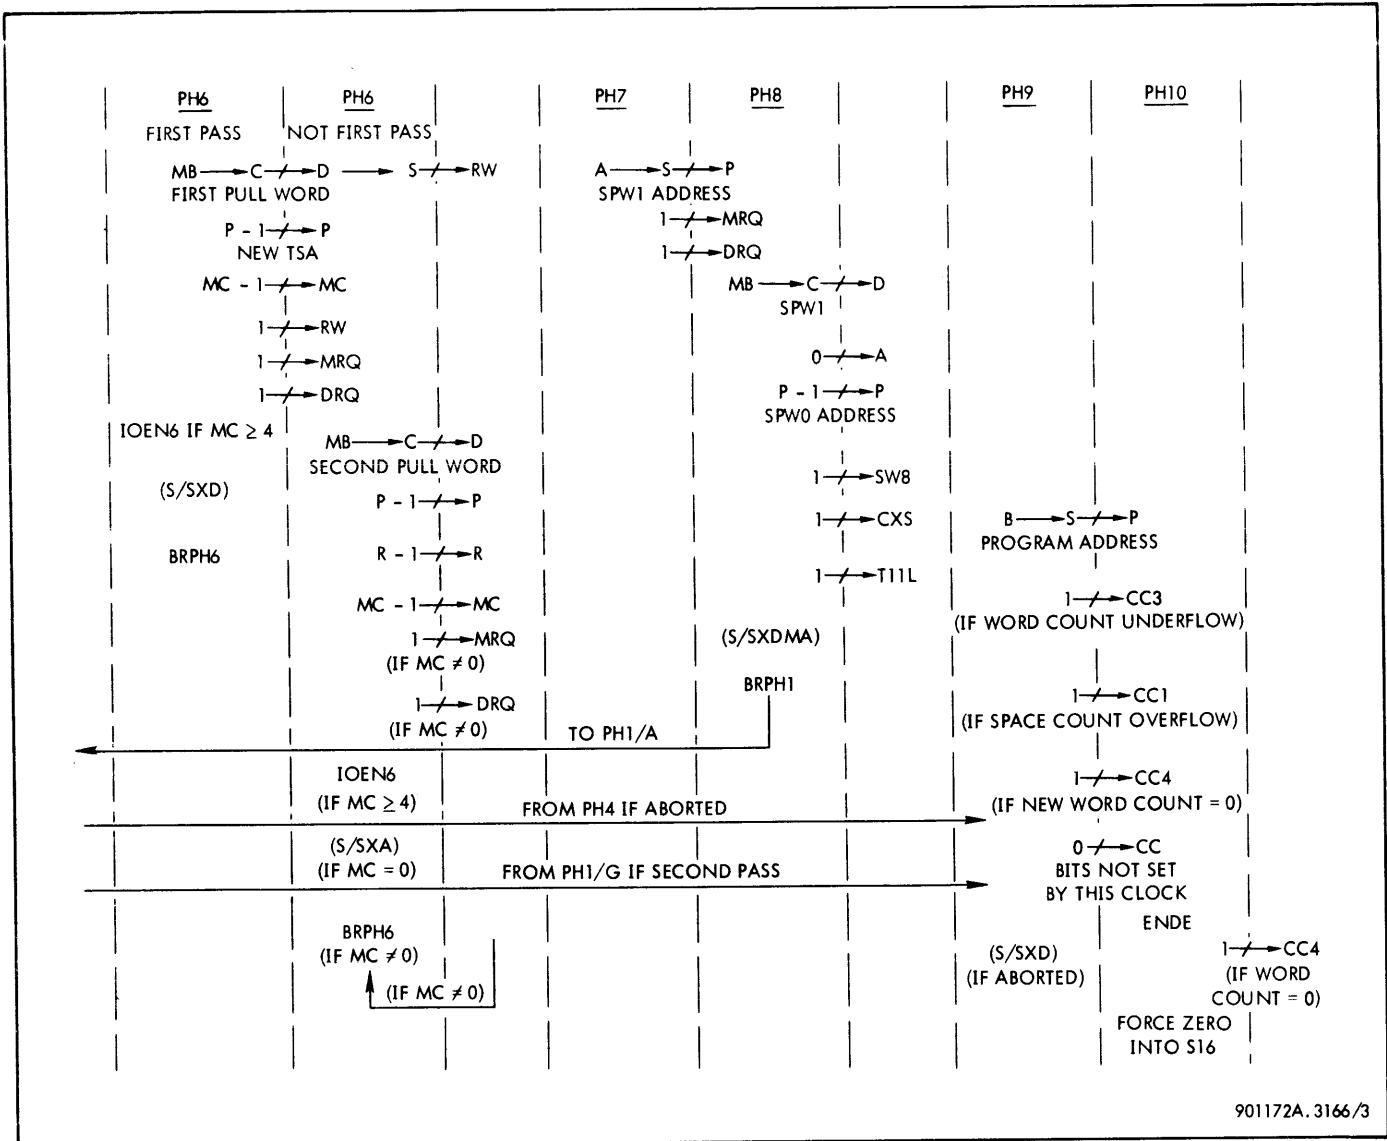 PH6 PH6 PH7 PH8 PH9 PH10
FIRST PASS NOT FIRST PASS
MB → C → D → S → RW
FIRST PULL WORD
P - 1 → P
NEW TSA
MC - 1 → MC
1 → RW
1 → MRQ
1 → DRQ
IOEN6 IF MC ≥ 4
(S/SXD)
BRPH6
MB → C → D
SECOND PULL WORD
P - 1 → P
R - 1 → R
MC - 1 → MC
1 → MRQ
(IF MC ≠ 0)
1 → DRQ
(IF MC ≠ 0)
IOEN6
(IF MC ≥ 4)
(S/SXA)
(IF MC = 0)
BRPH6
(IF MC ≠ 0)
(IF MC ≠ 0)
A → S → P
SPW1 ADDRESS
1 → MRQ
1 → DRQ
MB → C → D
SPW1
0 → A
P - 1 → P
SPW0 ADDRESS
1 → SW8
1 → CXS
1 → T11L
(S/SXDMA)
BRPH1
TO PH1/A
FROM PH4 IF ABORTED
FROM PH1/G IF SECOND PASS
B → S → P
PROGRAM ADDRESS
1 → CC3
(IF WORD COUNT UNDERFLOW)
1 → CC1
(IF SPACE COUNT OVERFLOW)
1 → CC4
(IF NEW WORD COUNT = 0)
0 → CC
BITS NOT SET
BY THIS CLOCK
(S/SXD)
(IF ABORTED)
ENDE
1 → CC4
(IF WORD
COUNT = 0)
FORCE ZERO
INTO S16
901172A.3166/3